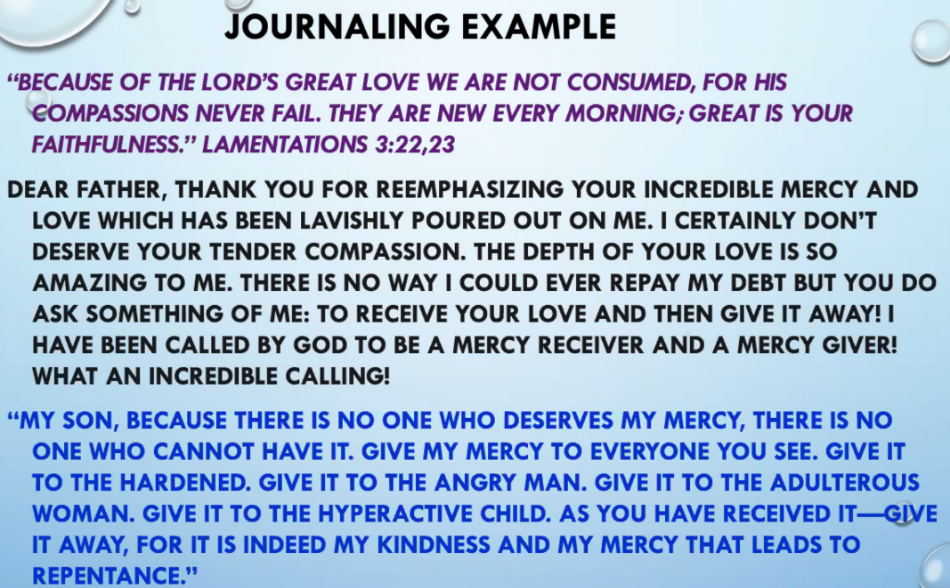 JOURNALING EXAMPLE
“BECAUSE OF THE LORD’S GREAT LOVE WE ARE NOT CONSUMED, FOR HIS
COMPASSIONS NEVER FAIL. THEY ARE NEW EVERY MORNING; GREAT IS YOUR
FAITHFULNESS.” LAMENTATIONS 3:22,23
DEAR FATHER, THANK YOU FOR REEMPHASIZING YOUR INCREDIBLE MERCY AND
LOVE WHICH HAS BEEN LAVISHLY POURED OUT ON ME. I CERTAINLY DON’T
DESERVE YOUR TENDER COMPASSION. THE DEPTH OF YOUR LOVE IS SO
AMAZING TO ME. THERE IS NO WAY I COULD EVER REPAY MY DEBT BUT YOU DO
ASK SOMETHING OF ME: TO RECEIVE YOUR LOVE AND THEN GIVE IT AWAY! I
HAVE BEEN CALLED BY GOD TO BE A MERCY RECEIVER AND A MERCY GIVER!
WHAT AN INCREDIBLE CALLING!
“MY SON, BECAUSE THERE IS NO ONE WHO DESERVES MY MERCY, THERE IS NO
ONE WHO CANNOT HAVE IT. GIVE MY MERCY TO EVERYONE YOU SEE. GIVE IT
TO THE HARDENED. GIVE IT TO THE ANGRY MAN. GIVE IT TO THE ADULTEROUS
WOMAN. GIVE IT TO THE HYPERACTIVE CHILD. AS YOU HAVE RECEIVED IT—GIVE
IT AWAY, FOR IT IS INDEED MY KINDNESS AND MY MERCY THAT LEADS TO
REPENTANCE.”